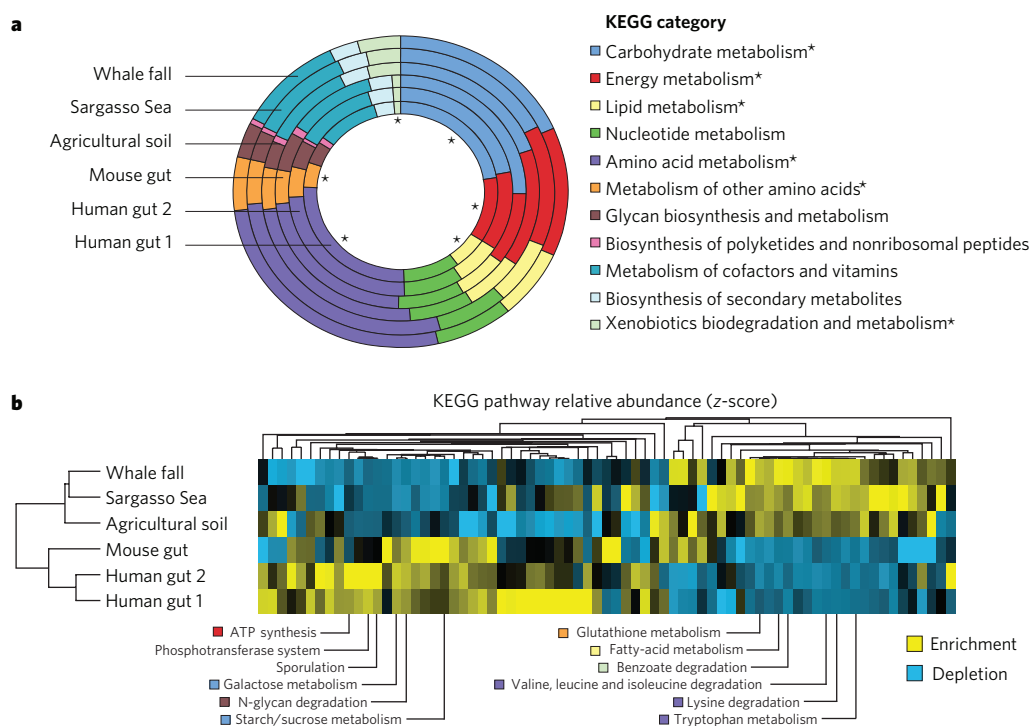 a
KEGG category
Whale fall
Sargasso Sea
Agricultural soil
Mouse gut
Human gut 2
Human gut 1
*
*
*
*
*
*
Carbohydrate metabolism*
Energy metabolism*
Lipid metabolism*
Nucleotide metabolism
Amino acid metabolism*
Metabolism of other amino acids*
Glycan biosynthesis and metabolism
Biosynthesis of polyketides and nonribosomal peptides
Metabolism of cofactors and vitamins
Biosynthesis of secondary metabolites
Xenobiotics biodegradation and metabolism*
b
KEGG pathway relative abundance (z-score)
Whale fall
Sargasso Sea
Agricultural soil
Mouse gut
Human gut 2
Human gut 1
ATP synthesis
Phosphotransferase system
Sporulation
Galactose metabolism
N-glycan degradation
Starch/sucrose metabolism
Glutathione metabolism
Fatty-acid metabolism
Benzoate degradation
Valine, leucine and isoleucine degradation
Lysine degradation
Tryptophan metabolism
Enrichment
Depletion